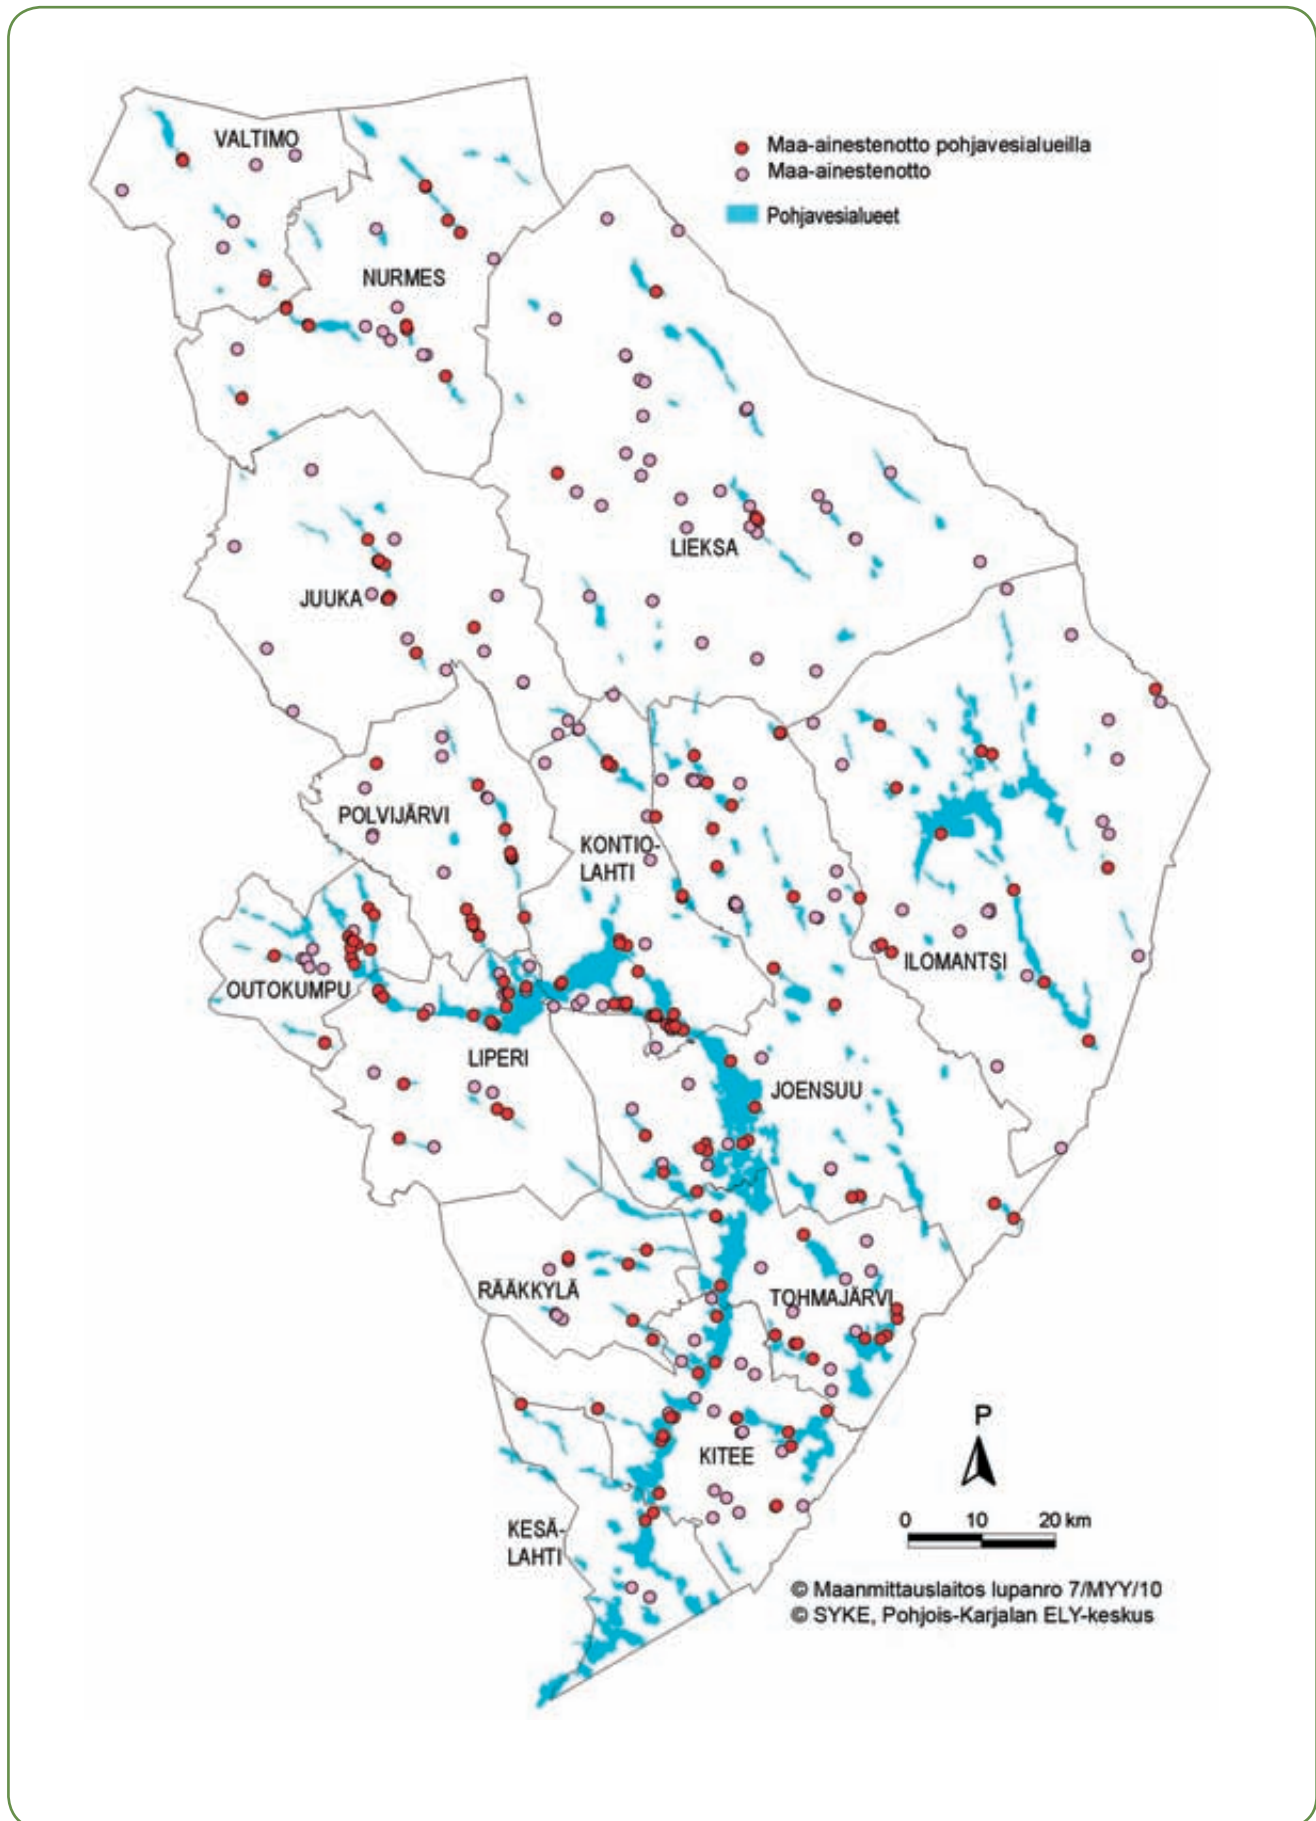 VALTIMO
Maa-ainestenotto pohjavesialueilla
Maa-ainestenotto
Pohjavesialueet
NURMES
LIEKSA
JUUKA
POLVIJÄRVI
KONTIO-
LAHTI
ILOMANTSI
OUTOKUMPU
LIPERI
JOENSUU
RÄÄKKYLÄ
TOHMAJÄRVI
P
KITEE
KESÄ-
LAHTI
0 10 20 km
© Maanmittauslaitos lupanro 7/MYY/10
© SYKE, Pohjois-Karjalan ELY-keskus